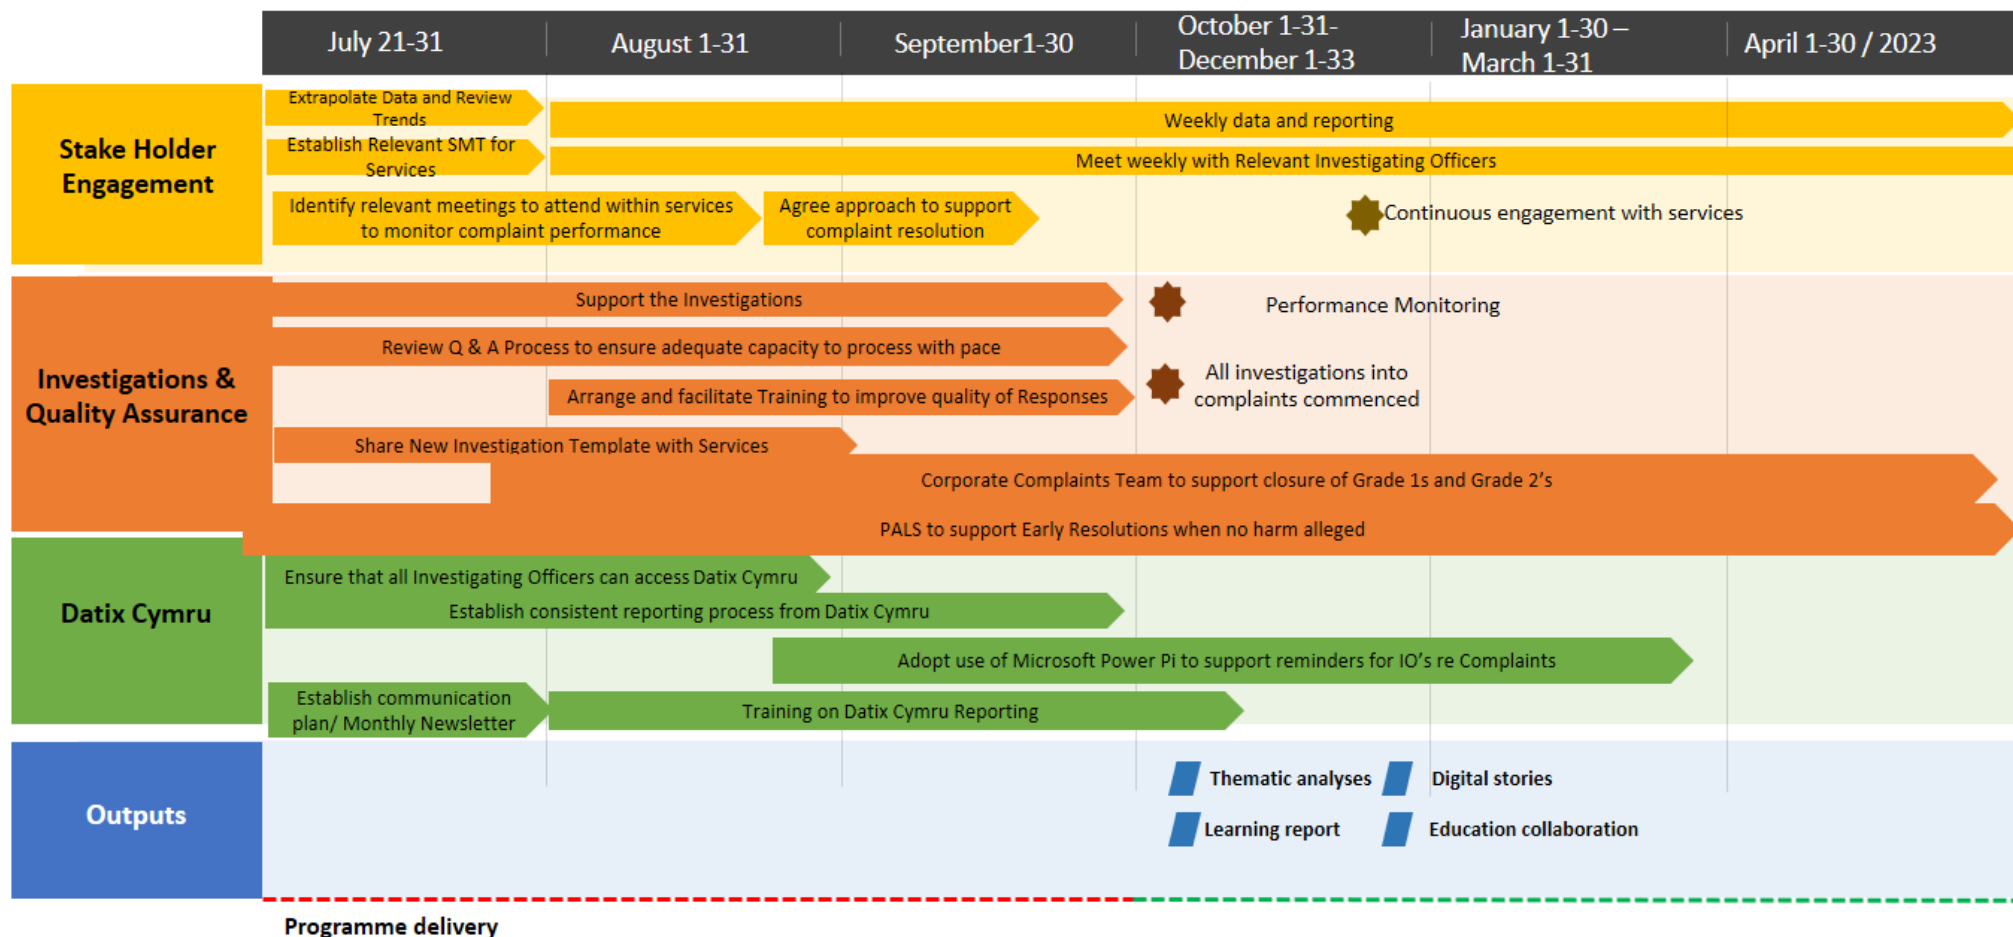 July 21-31
August 1-31
September1-30
October 1-31-
December 1-33
January 1-30 –
March 1-31
April 1-30 / 2023
Stake Holder
Engagement
Extrapolate Data and Review
Trends
Weekly data and reporting
Establish Relevant SMT for
Services
Meet weekly with Relevant Investigating Officers
Identify relevant meetings to attend within services
to monitor complaint performance
Agree approach to support
complaint resolution
Continuous engagement with services
Investigations &
Quality Assurance
Support the Investigations
Performance Monitoring
Review Q & A Process to ensure adequate capacity to process with pace
Arrange and facilitate Training to improve quality of Responses
All investigations into
complaints commenced
Share New Investigation Template with Services
Corporate Complaints Team to support closure of Grade 1s and Grade 2’s
PALS to support Early Resolutions when no harm alleged
Datix Cymru
Ensure that all Investigating Officers can access Datix Cymru
Establish consistent reporting process from Datix Cymru
Adopt use of Microsoft Power Pi to support reminders for IO’s re Complaints
Establish communication
plan/ Monthly Newsletter
Training on Datix Cymru Reporting
Outputs
Thematic analyses
Digital stories
Learning report
Education collaboration
Programme delivery